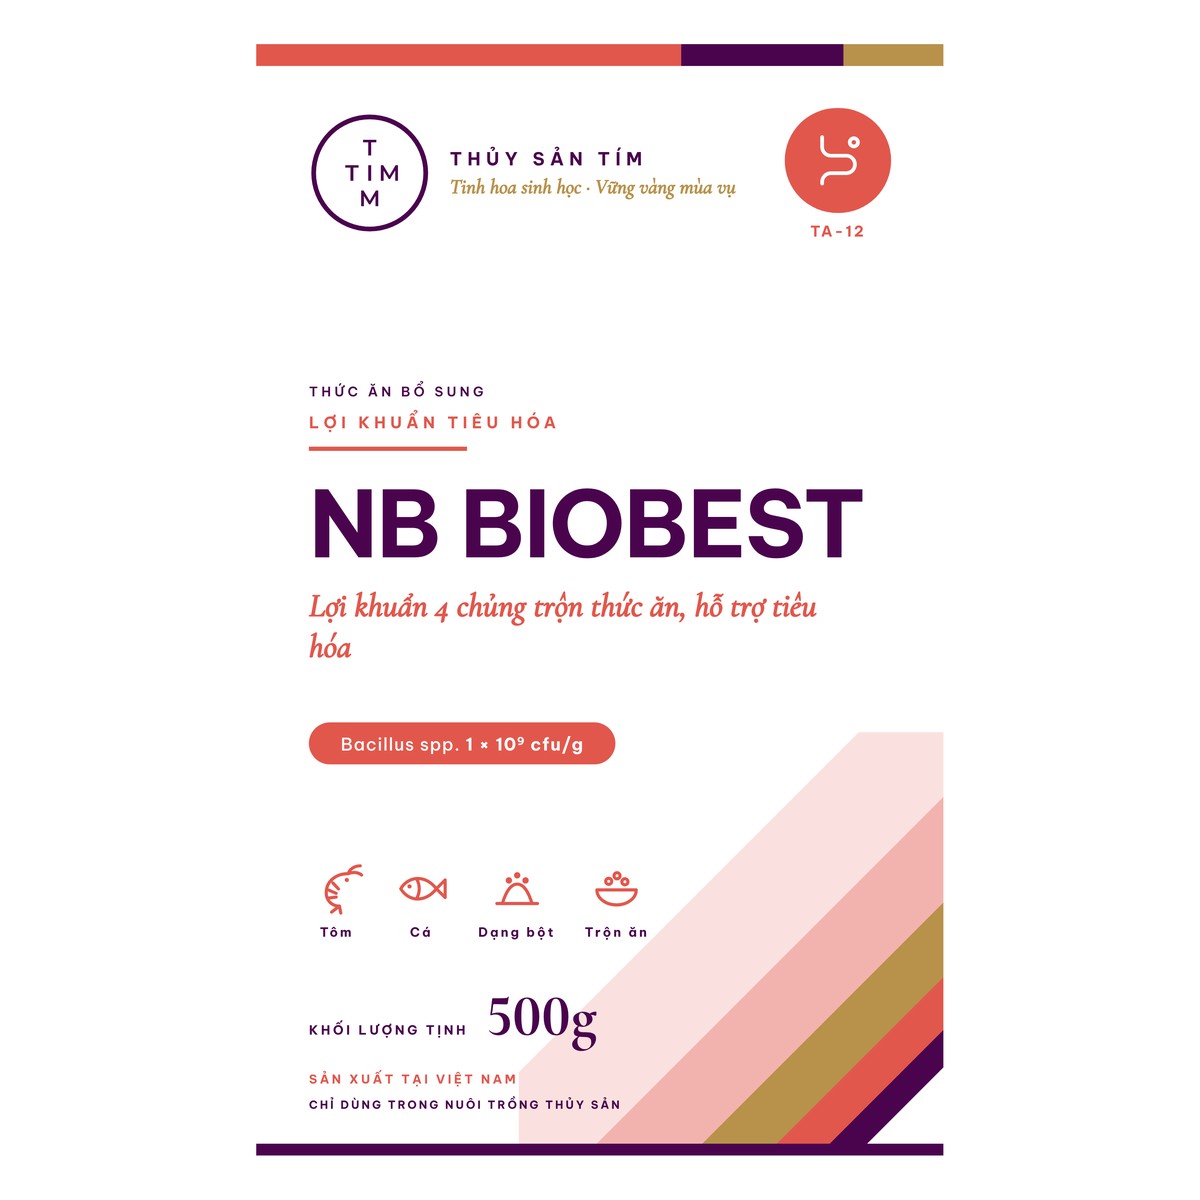 T
TIM
M
THỦY SẢN TÍM
Tinh hoa sinh học · Vững vàng mùa vụ
TA-12
THỨC ĂN BỔ SUNG
LỢI KHUẨN TIÊU HÓA
NB BIOBEST
Lợi khuẩn 4 chủng trộn thức ăn, hỗ trợ tiêu
hóa
Bacillus spp. 1 × 10⁹ cfu/g
Tôm Cá Dạng bột Trộn ăn
KHỐI LƯỢNG TỊNH 500g
SẢN XUẤT TẠI VIỆT NAM
CHỈ DÙNG TRONG NUÔI TRỒNG THỦY SẢN